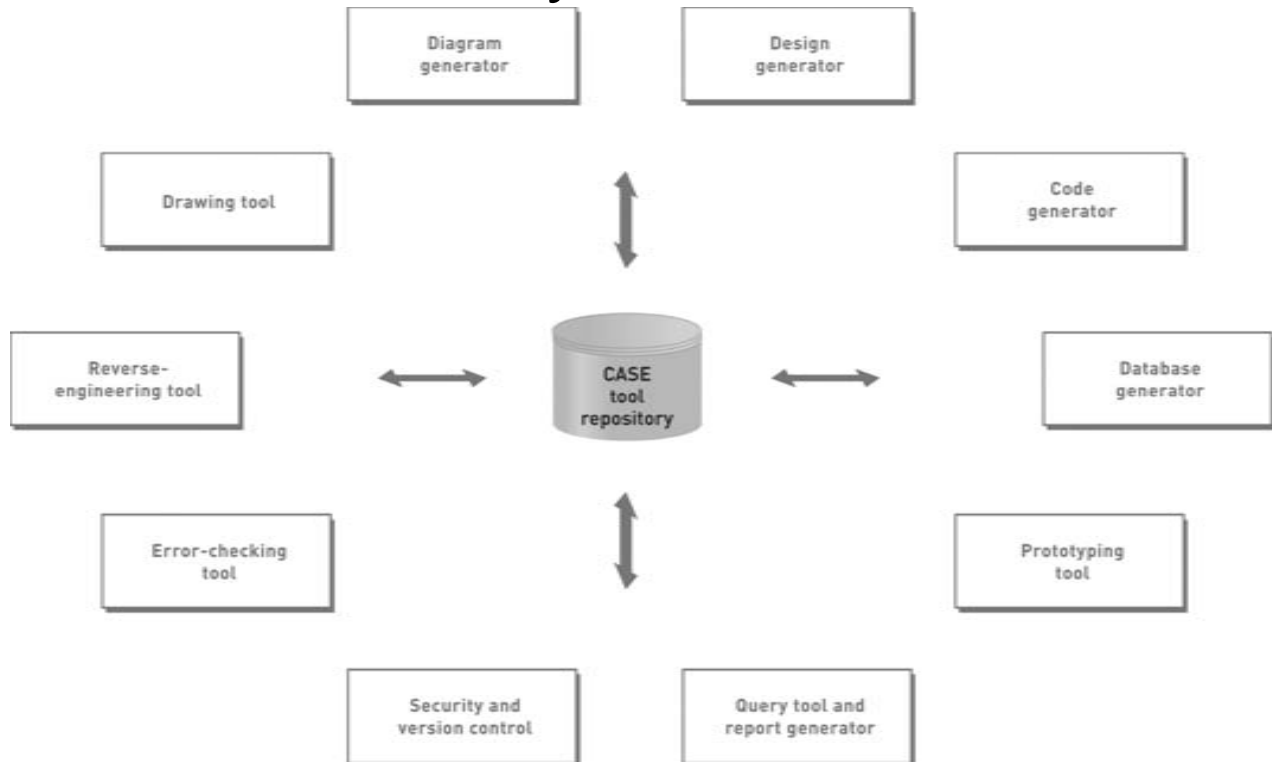 Diagram
generator
Design
generator
Drawing tool
Code
generator
Reverse-
engineering tool
CASE
tool
repository
Database
generator
Error-checking
tool
Prototyping
tool
Security and
version control
Query tool and
report generator